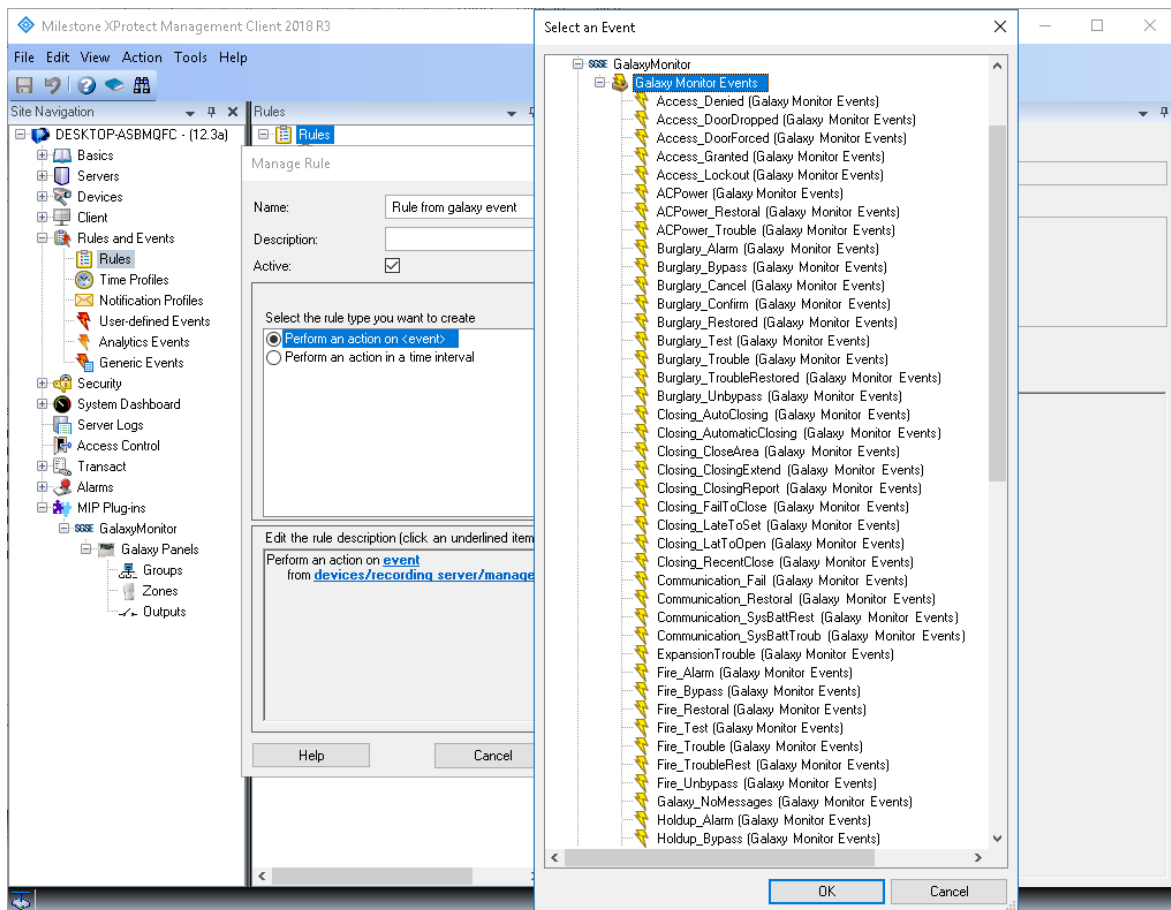 Milestone XProtect Management Client 2018 R3
File Edit View Action Tools Help
Site Navigation
DESKTOP-ASBMQFC - (12.3a)
Basics
Servers
Devices
Client
Rules and Events
Rules
Time Profiles
Notification Profiles
User-defined Events
Analytics Events
Generic Events
Security
System Dashboard
Server Logs
Access Control
Transact
Alarms
MIP Plug-ins
SGSE GalaxyMonitor
Galaxy Panels
Groups
Zones
Outputs
Rules
Rules
Manage Rule
Name: Rule from galaxy event
Description:
Active:
Select the rule type you want to create
Perform an action on <event>
Perform an action in a time interval
Edit the rule description (click an underlined item
Perform an action on event
from devices/recording server/manage
Help Cancel
Select an Event
SGSE GalaxyMonitor
Galaxy Monitor Events
Access_Denied (Galaxy Monitor Events)
Access_DoorDropped (Galaxy Monitor Events)
Access_DoorForced (Galaxy Monitor Events)
Access_Granted (Galaxy Monitor Events)
Access_Lockout (Galaxy Monitor Events)
ACPower (Galaxy Monitor Events)
ACPower_Restoral (Galaxy Monitor Events)
ACPower_Trouble (Galaxy Monitor Events)
Burglary_Alarm (Galaxy Monitor Events)
Burglary_Bypass (Galaxy Monitor Events)
Burglary_Cancel (Galaxy Monitor Events)
Burglary_Confirm (Galaxy Monitor Events)
Burglary_Restored (Galaxy Monitor Events)
Burglary_Test (Galaxy Monitor Events)
Burglary_Trouble (Galaxy Monitor Events)
Burglary_TroubleRestored (Galaxy Monitor Events)
Burglary_Unbypass (Galaxy Monitor Events)
Closing_AutoClosing (Galaxy Monitor Events)
Closing_AutomaticClosing (Galaxy Monitor Events)
Closing_CloseArea (Galaxy Monitor Events)
Closing_ClosingExtend (Galaxy Monitor Events)
Closing_ClosingReport (Galaxy Monitor Events)
Closing_FailToClose (Galaxy Monitor Events)
Closing_LateToSet (Galaxy Monitor Events)
Closing_LatToOpen (Galaxy Monitor Events)
Closing_RecentClose (Galaxy Monitor Events)
Communication_Fail (Galaxy Monitor Events)
Communication_Restoral (Galaxy Monitor Events)
Communication_SysBattRest (Galaxy Monitor Events)
Communication_SysBattTroub (Galaxy Monitor Events)
ExpansionTrouble (Galaxy Monitor Events)
Fire_Alarm (Galaxy Monitor Events)
Fire_Bypass (Galaxy Monitor Events)
Fire_Restoral (Galaxy Monitor Events)
Fire_Test (Galaxy Monitor Events)
Fire_Trouble (Galaxy Monitor Events)
Fire_TroubleRest (Galaxy Monitor Events)
Fire_Unbypass (Galaxy Monitor Events)
Galaxy_NoMessages (Galaxy Monitor Events)
Holdup_Alarm (Galaxy Monitor Events)
Holdup_Bypass (Galaxy Monitor Events)
OK Cancel